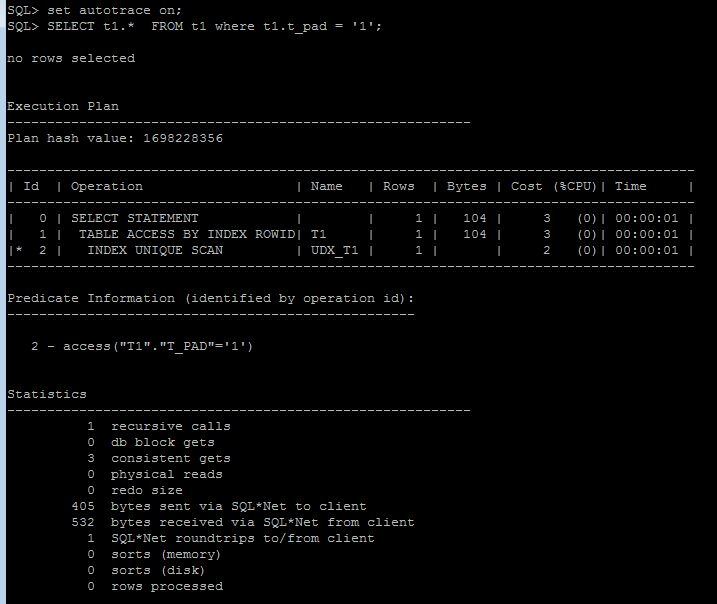 SQL> set autotrace on;
SQL> SELECT t1.*  FROM t1 where t1.t_pad = '1';
no rows selected
Execution Plan
----------------------------------------------------------
Plan hash value: 1698228356
--------------------------------------------------------------------------------------
| Id  | Operation                   | Name   | Rows  | Bytes | Cost (%CPU)| Time     |
--------------------------------------------------------------------------------------
|   0 | SELECT STATEMENT            |        |     1 |   104 |     3   (0)| 00:00:01 |
|   1 |  TABLE ACCESS BY INDEX ROWID| T1     |     1 |   104 |     3   (0)| 00:00:01 |
|*  2 |   INDEX UNIQUE SCAN         | UDX_T1 |     1 |       |     2   (0)| 00:00:01 |
--------------------------------------------------------------------------------------
Predicate Information (identified by operation id):
---------------------------------------------------
   2 - access("T1"."T_PAD"='1')
Statistics
----------------------------------------------------------
          1  recursive calls
          0  db block gets
          3  consistent gets
          0  physical reads
          0  redo size
        405  bytes sent via SQL*Net to client
        532  bytes received via SQL*Net from client
          1  SQL*Net roundtrips to/from client
          0  sorts (memory)
          0  sorts (disk)
          0  rows processed